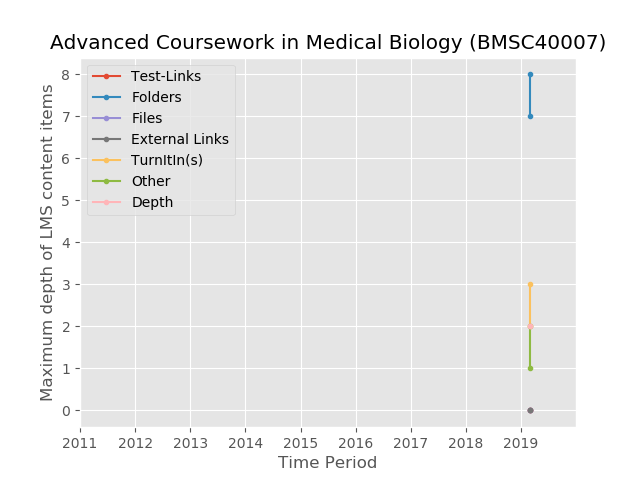 Advanced Coursework in Medical Biology (BMSC40007)
Test-Links
Folders
Files
External Links
TurnItIn(s)
Other
Depth
Maximum depth of LMS content items
8
7
6
5
4
3
2
1
0
2011 2012 2013 2014 2015 2016 2017 2018 2019
Time Period